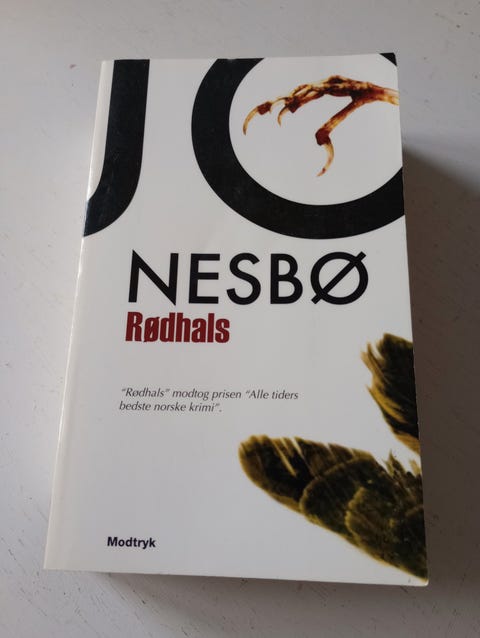 JO
NESBØ
Rødhals
"Rødhals" modtog prisen "Alle tiders
bedste norske krimi".
Modtryk